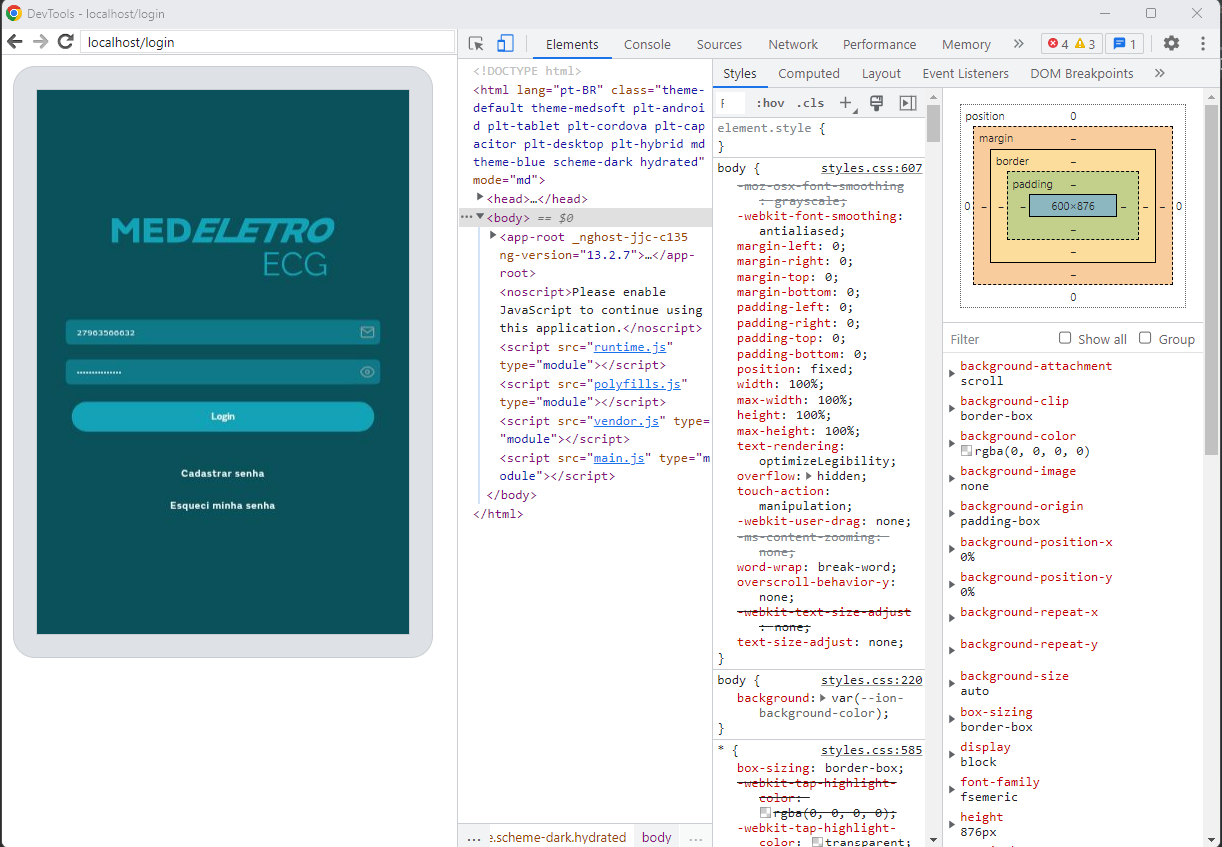 DevTools - localhost/login
localhost/login
MEDELETRO
ECG
27963566632
•••••••••••••••
Login
Cadastrar senha
Esqueci minha senha
Elements Console Sources Network Performance Memory » 4 3 1
<!DOCTYPE html>
<html lang="pt-BR" class="theme-
default theme-medsoft plt-androi
d plt-tablet plt-cordova plt-cap
acitor plt-desktop plt-hybrid md
theme-blue scheme-dark hydrated"
mode="md">
<head>…</head>
<body> == $0
<app-root _nghost-jjc-c135
ng-version="13.2.7">…</app-
root>
<noscript>Please enable
JavaScript to continue using
this application.</noscript>
<script src="runtime.js"
type="module"></script>
<script src="polyfills.js"
type="module"></script>
<script src="vendor.js" type=
"module"></script>
<script src="main.js" type="m
odule"></script>
</body>
</html>
... e.scheme-dark.hydrated body ...
Styles Computed Layout Event Listeners DOM Breakpoints »
F :hov .cls +
element.style {
}
body { styles.css:607
-moz-osx-font-smoothing
: grayscale;
-webkit-font-smoothing:
antialiased;
margin-left: 0;
margin-right: 0;
margin-top: 0;
margin-bottom: 0;
padding-left: 0;
padding-right: 0;
padding-top: 0;
padding-bottom: 0;
position: fixed;
width: 100%;
max-width: 100%;
height: 100%;
max-height: 100%;
text-rendering:
optimizeLegibility;
overflow: hidden;
touch-action:
manipulation;
-webkit-user-drag: none;
-ms-content-zooming:
none;
word-wrap: break-word;
overscroll-behavior-y:
none;
-webkit-text-size-adjust
: none;
text-size-adjust: none;
}
body { styles.css:220
background: var(--ion-
background-color);
}
* { styles.css:585
box-sizing: border-box;
-webkit-tap-highlight-
color:
rgba(0, 0, 0, 0);
-webkit-tap-highlight-
color: transparent;
position 0
margin –
border –
padding –
0 – – – 600×876 – – – 0
–
–
–
0
Filter Show all Group
background-attachment
scroll
background-clip
border-box
background-color
rgba(0, 0, 0, 0)
background-image
none
background-origin
padding-box
background-position-x
0%
background-position-y
0%
background-repeat-x
background-repeat-y
background-size
auto
box-sizing
border-box
display
block
font-family
fsemeric
height
876px